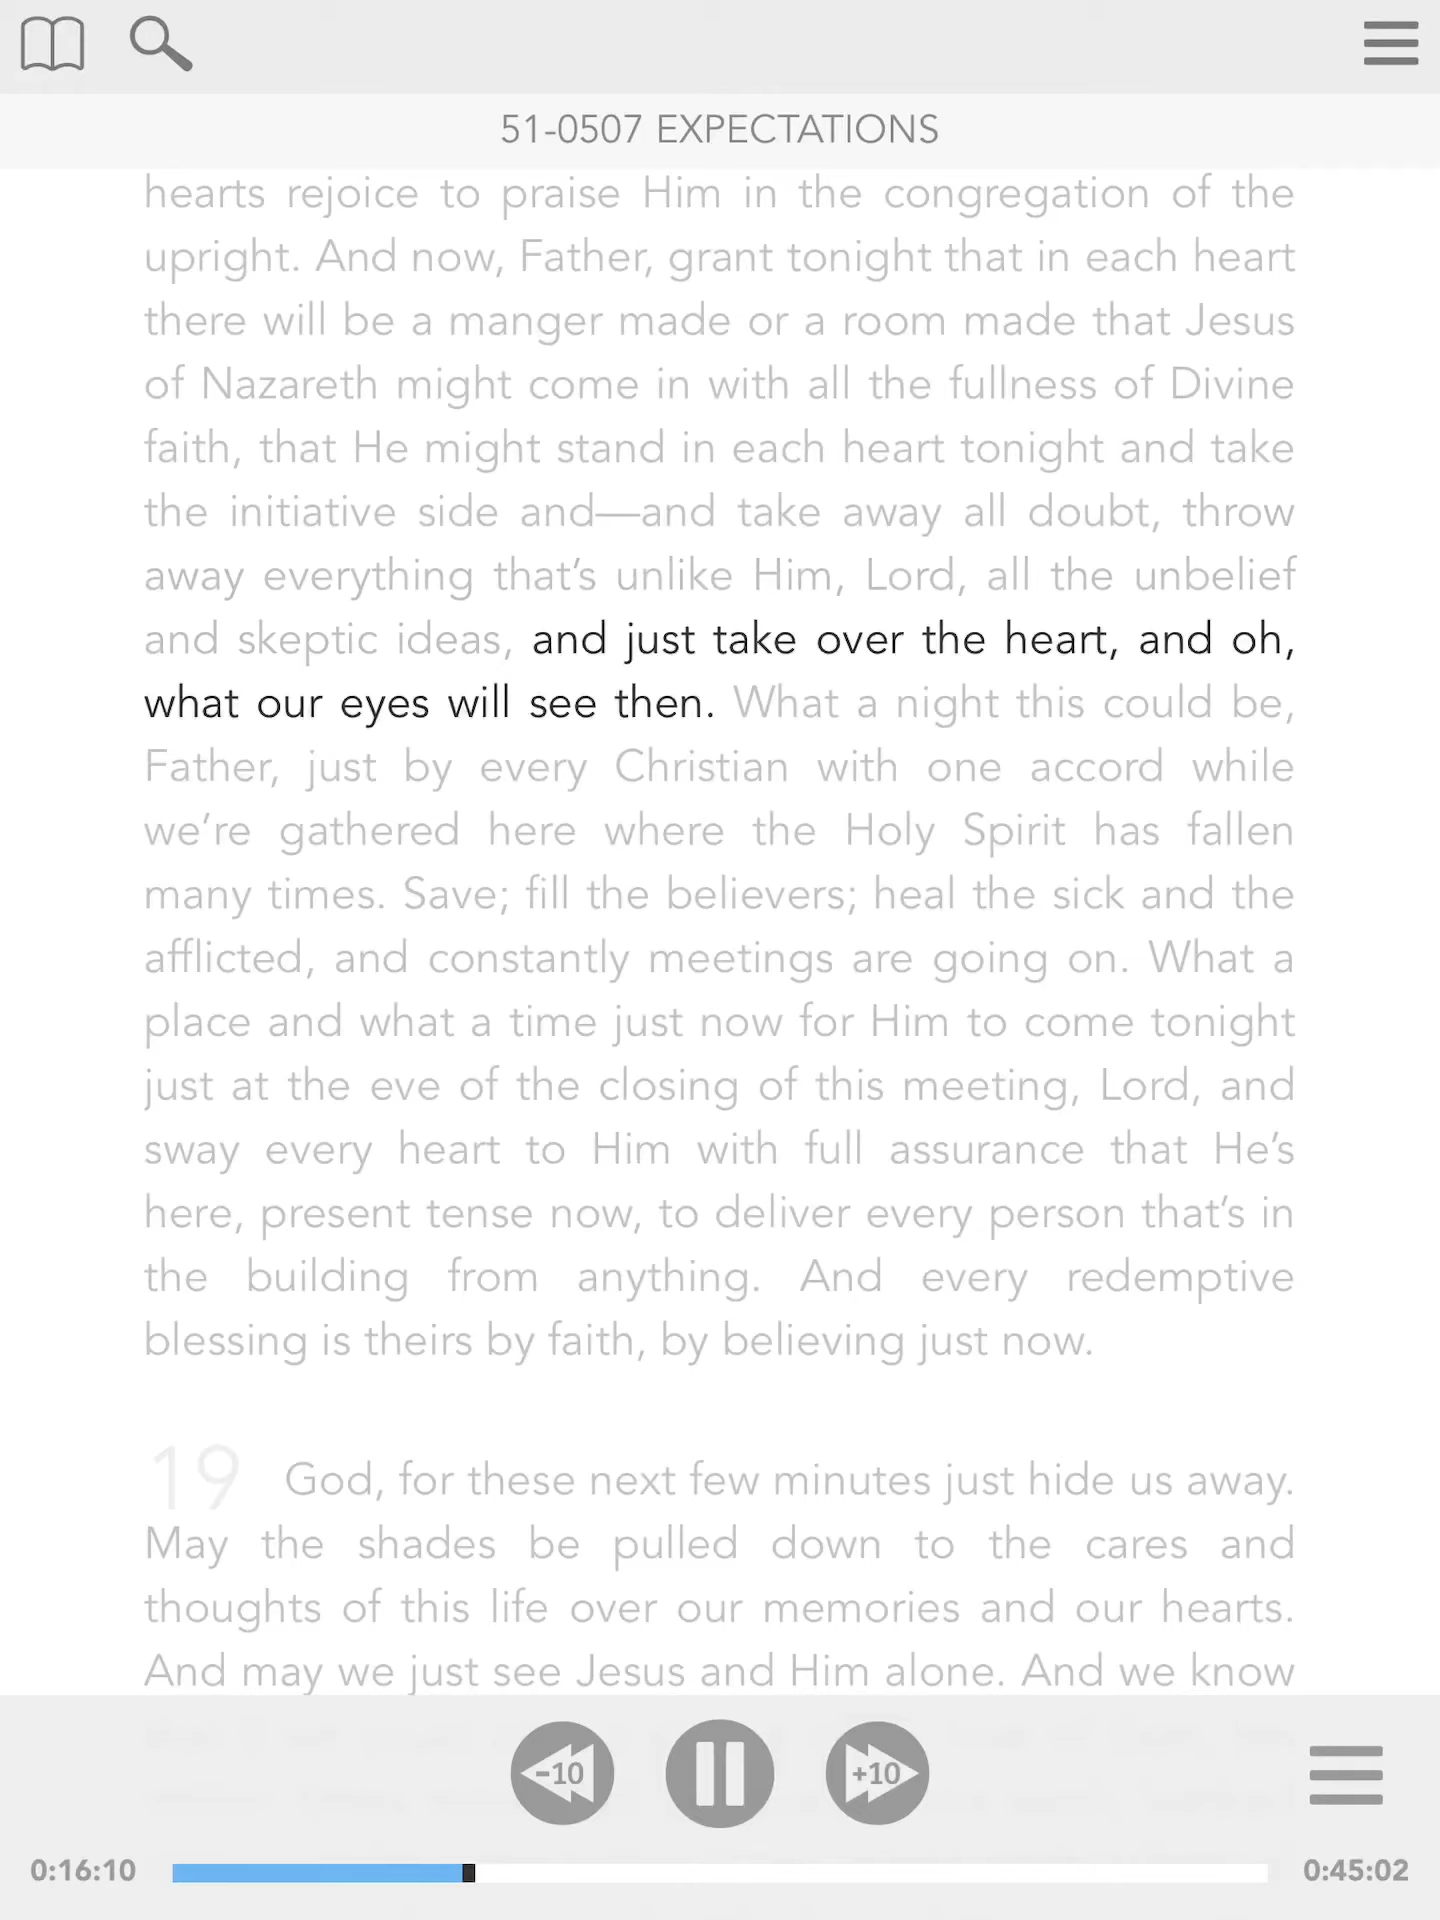 51-0507 EXPECTATIONS
hearts rejoice to praise Him in the congregation of the
upright. And now, Father, grant tonight that in each heart
there will be a manger made or a room made that Jesus
of Nazareth might come in with all the fullness of Divine
faith, that He might stand in each heart tonight and take
the initiative side and—and take away all doubt, throw
away everything that’s unlike Him, Lord, all the unbelief
and skeptic ideas, and just take over the heart, and oh,
what our eyes will see then. What a night this could be,
Father, just by every Christian with one accord while
we’re gathered here where the Holy Spirit has fallen
many times. Save; fill the believers; heal the sick and the
afflicted, and constantly meetings are going on. What a
place and what a time just now for Him to come tonight
just at the eve of the closing of this meeting, Lord, and
sway every heart to Him with full assurance that He’s
here, present tense now, to deliver every person that’s in
the building from anything. And every redemptive
blessing is theirs by faith, by believing just now.
19 God, for these next few minutes just hide us away.
May the shades be pulled down to the cares and
thoughts of this life over our memories and our hearts.
And may we just see Jesus and Him alone. And we know
-10 +10
0:16:10 0:45:02